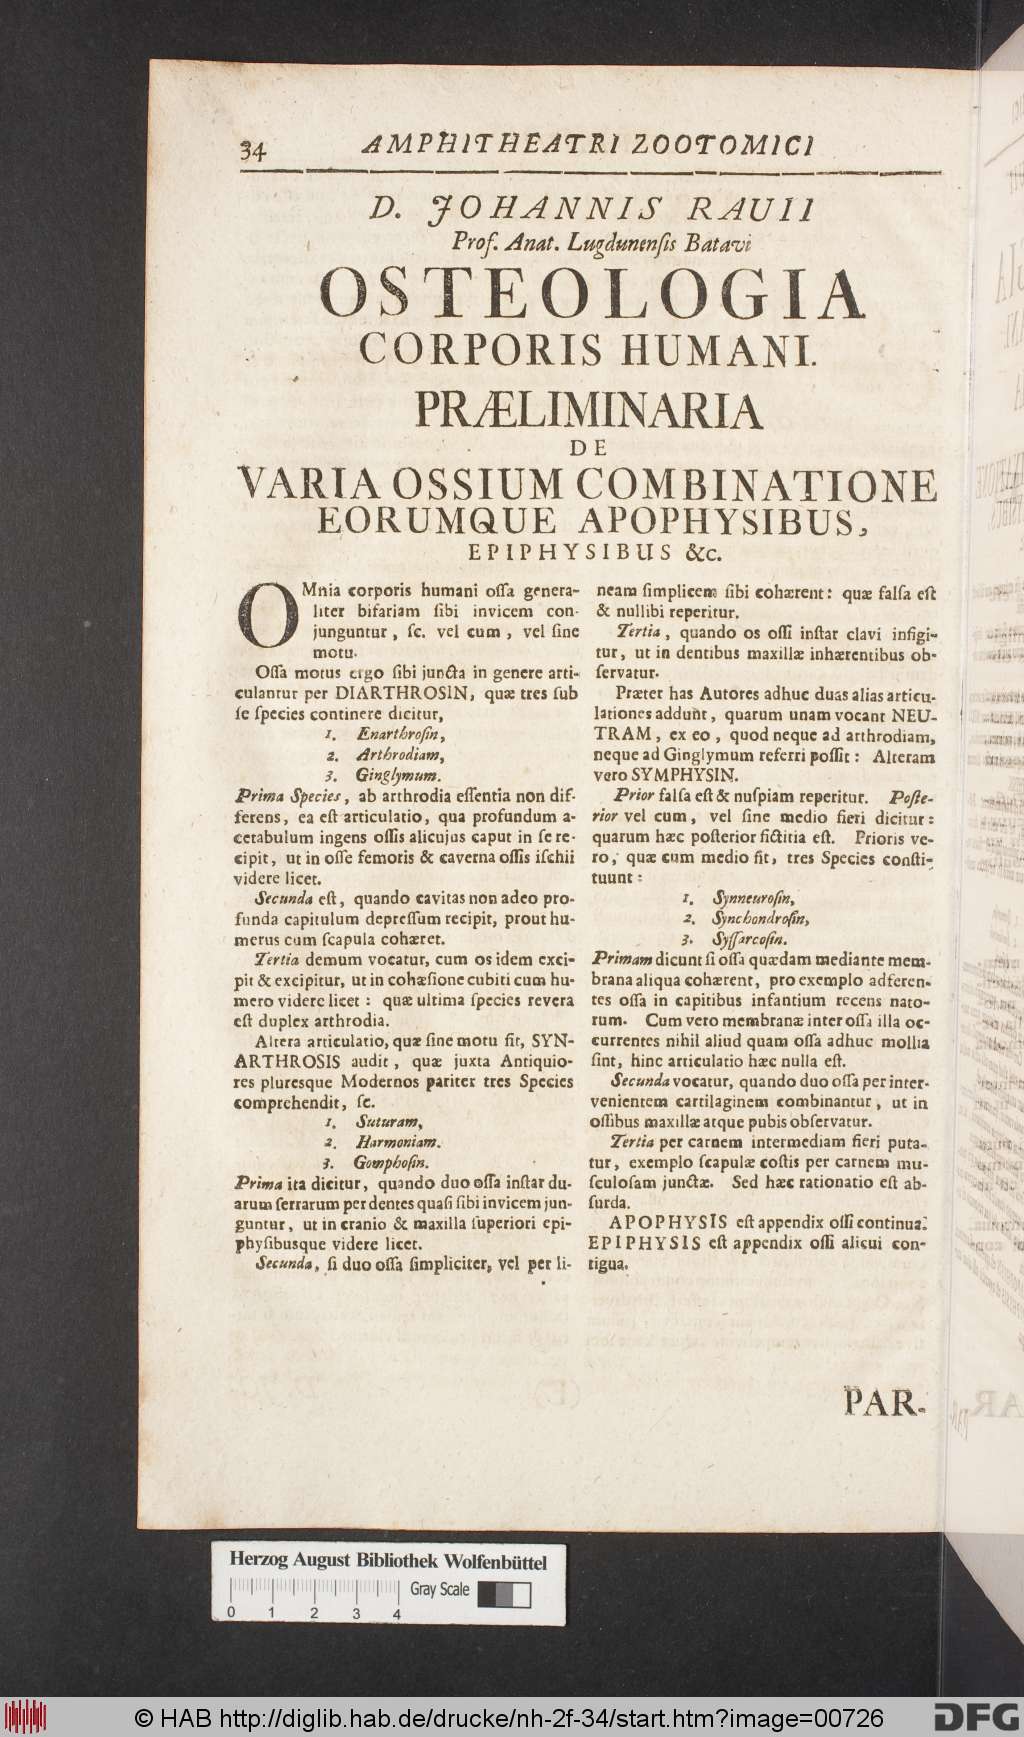 34 AMPHITHEATRI ZOOTOMICI
D. JOHANNIS RAUII
Prof. Anat. Lugdunenſis Batavi
OSTEOLOGIA
CORPORIS HUMANI.
PRÆLIMINARIA
DE
VARIA OSSIUM COMBINATIONE
EORUMQUE APOPHYSIBUS,
EPIPHYSIBUS &c.
OMnia corporis humani oſſa genera-
liter bifariam ſibi invicem con-
junguntur, ſc. vel cum, vel ſine
motu.
Oſſa motus ergo ſibi juncta in genere arti-
culantur per DIARTHROSIN, quæ tres ſub
ſe ſpecies continere dicitur,
1. Enarthroſin,
2. Arthrodiam,
3. Ginglymum.
Prima Species, ab arthrodia eſſentia non dif-
ferens, ea eſt articulatio, qua profundum a-
cetabulum ingens oſſis alicujus caput in ſe re-
cipit, ut in oſſe femoris & caverna oſſis iſchii
videre licet.
Secunda eſt, quando cavitas non adeo pro-
funda capitulum depreſſum recipit, prout hu-
merus cum ſcapula cohæret.
Tertia demum vocatur, cum os idem exci-
pit & excipitur, ut in cohæſione cubiti cum hu-
mero videre licet: quæ ultima ſpecies revera
eſt duplex arthrodia.
Altera articulatio, quæ ſine motu fit, SYN-
ARTHROSIS audit, quæ juxta Antiquio-
res pluresque Modernos pariter tres Species
comprehendit, ſc.
1. Suturam,
2. Harmoniam.
3. Gomphoſin.
Prima ita dicitur, quando duo oſſa inſtar du-
arum ſerrarum per dentes quaſi ſibi invicem jun-
guntur, ut in cranio & maxilla ſuperiori epi-
phyſibusque videre licet.
Secunda, ſi duo oſſa ſimpliciter, vel per li-
neam ſimplicem ſibi cohærent: quæ falſa eſt
& nullibi reperitur.
Tertia, quando os oſſi inſtar clavi infigi-
tur, ut in dentibus maxillæ inhærentibus ob-
ſervatur.
Præter has Autores adhuc duas alias articu-
lationes addunt, quarum unam vocant NEU-
TRAM, ex eo, quod neque ad arthrodiam,
neque ad Ginglymum referri poſſit: Alteram
vero SYMPHYSIN.
Prior falſa eſt & nuſpiam reperitur. Poſte-
rior vel cum, vel ſine medio fieri dicitur:
quarum hæc poſterior fictitia eſt. Prioris ve-
ro, quæ cum medio fit, tres Species conſti-
tuunt:
1. Synneuroſin,
2. Synchondroſin,
3. Syſſarcoſin.
Primam dicunt ſi oſſa quædam mediante mem-
brana aliqua cohærent, pro exemplo adferen-
tes oſſa in capitibus infantium recens nato-
rum. Cum vero membranæ inter oſſa illa oc-
currentes nihil aliud quam oſſa adhuc mollia
ſint, hinc articulatio hæc nulla eſt.
Secunda vocatur, quando duo oſſa per inter-
venientem cartilaginem combinantur, ut in
oſſibus maxillæ atque pubis obſervatur.
Tertia per carnem intermediam fieri puta-
tur, exemplo ſcapulæ coſtis per carnem mu-
ſculoſam junctæ. Sed hæc rationatio eſt ab-
ſurda.
APOPHYSIS eſt appendix oſſi continua.
EPIPHYSIS eſt appendix oſſi alicui con-
tigua.
PAR-
Herzog August Bibliothek Wolfenbüttel
Gray Scale
0 1 2 3 4
© HAB http://diglib.hab.de/drucke/nh-2f-34/start.htm?image=00726
DFG